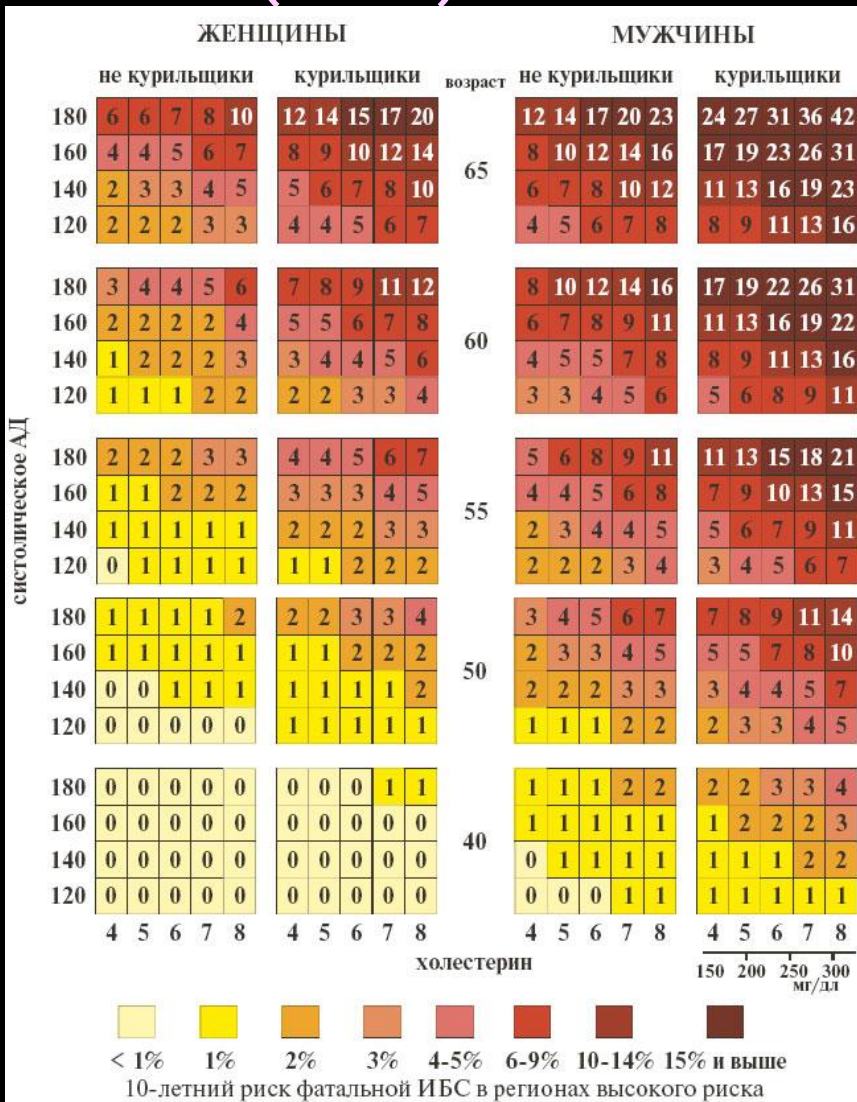 ЖЕНЩИНЫ МУЖЧИНЫ
не курильщики курильщики возраст не курильщики курильщики
180 6 6 7 8 10 12 14 15 17 20 12 14 17 20 23 24 27 31 36 42
160 4 4 5 6 7 8 9 10 12 14 8 10 12 14 16 17 19 23 26 31
65
140 2 3 3 4 5 5 6 7 8 10 6 7 8 10 12 11 13 16 19 23
120 2 2 2 3 3 4 4 5 6 7 4 5 6 7 8 8 9 11 13 16
180 3 4 4 5 6 7 8 9 11 12 8 10 12 14 16 17 19 22 26 31
160 2 2 2 2 4 5 5 6 7 8 6 7 8 9 11 11 13 16 19 22
60
140 1 2 2 2 3 3 4 4 5 6 4 5 5 7 8 8 9 11 13 16
120 1 1 1 2 2 2 2 3 3 4 3 3 4 5 6 5 6 8 9 11
систолическое АД
180 2 2 2 3 3 4 4 5 6 7 5 6 8 9 11 11 13 15 18 21
160 1 1 2 2 2 3 3 3 4 5 4 4 5 6 8 7 9 10 13 15
55
140 1 1 1 1 1 2 2 2 3 3 2 3 4 4 5 5 6 7 9 11
120 0 1 1 1 1 1 1 2 2 2 2 2 2 3 4 3 4 5 6 7
180 1 1 1 1 2 2 2 3 3 4 3 4 5 6 7 7 8 9 11 14
160 1 1 1 1 1 1 1 2 2 2 2 3 3 4 5 5 5 7 8 10
50
140 0 0 1 1 1 1 1 1 1 2 2 2 2 3 3 3 4 4 5 7
120 0 0 0 0 0 1 1 1 1 1 1 1 1 2 2 2 3 3 4 5
180 0 0 0 0 0 0 0 0 1 1 1 1 1 2 2 2 2 3 3 4
160 0 0 0 0 0 0 0 0 0 0 1 1 1 1 1 1 2 2 2 3
40
140 0 0 0 0 0 0 0 0 0 0 0 1 1 1 1 1 1 1 2 2
120 0 0 0 0 0 0 0 0 0 0 0 0 0 1 1 1 1 1 1 1
4 5 6 7 8 4 5 6 7 8 4 5 6 7 8 4 5 6 7 8
холестерин
150 200 250 300
мг/дл
< 1% 1% 2% 3% 4-5% 6-9% 10-14% 15% и выше
10-летний риск фатальной ИБС в регионах высокого риска